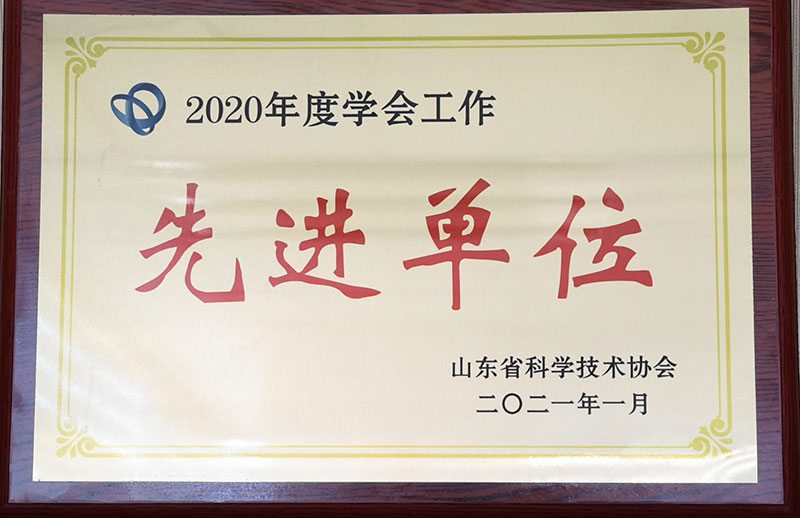 2020年度学会工作
先进单位
山东省科学技术协会
二〇二一年一月